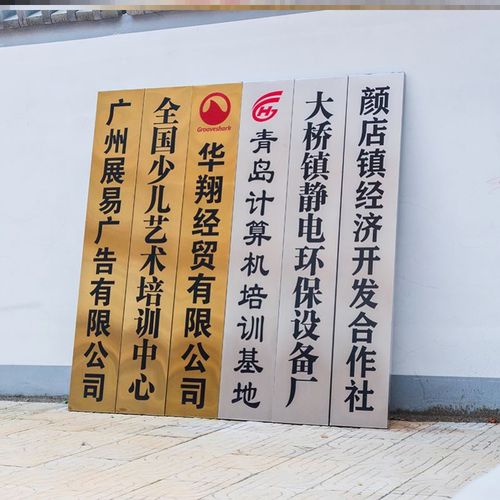 广州展易广告有限公司
全国少儿艺术培训中心
Grooveshark
华翔经贸有限公司
青岛计算机培训基地
大桥镇静电环保设备厂
颜店镇经济开发合作社